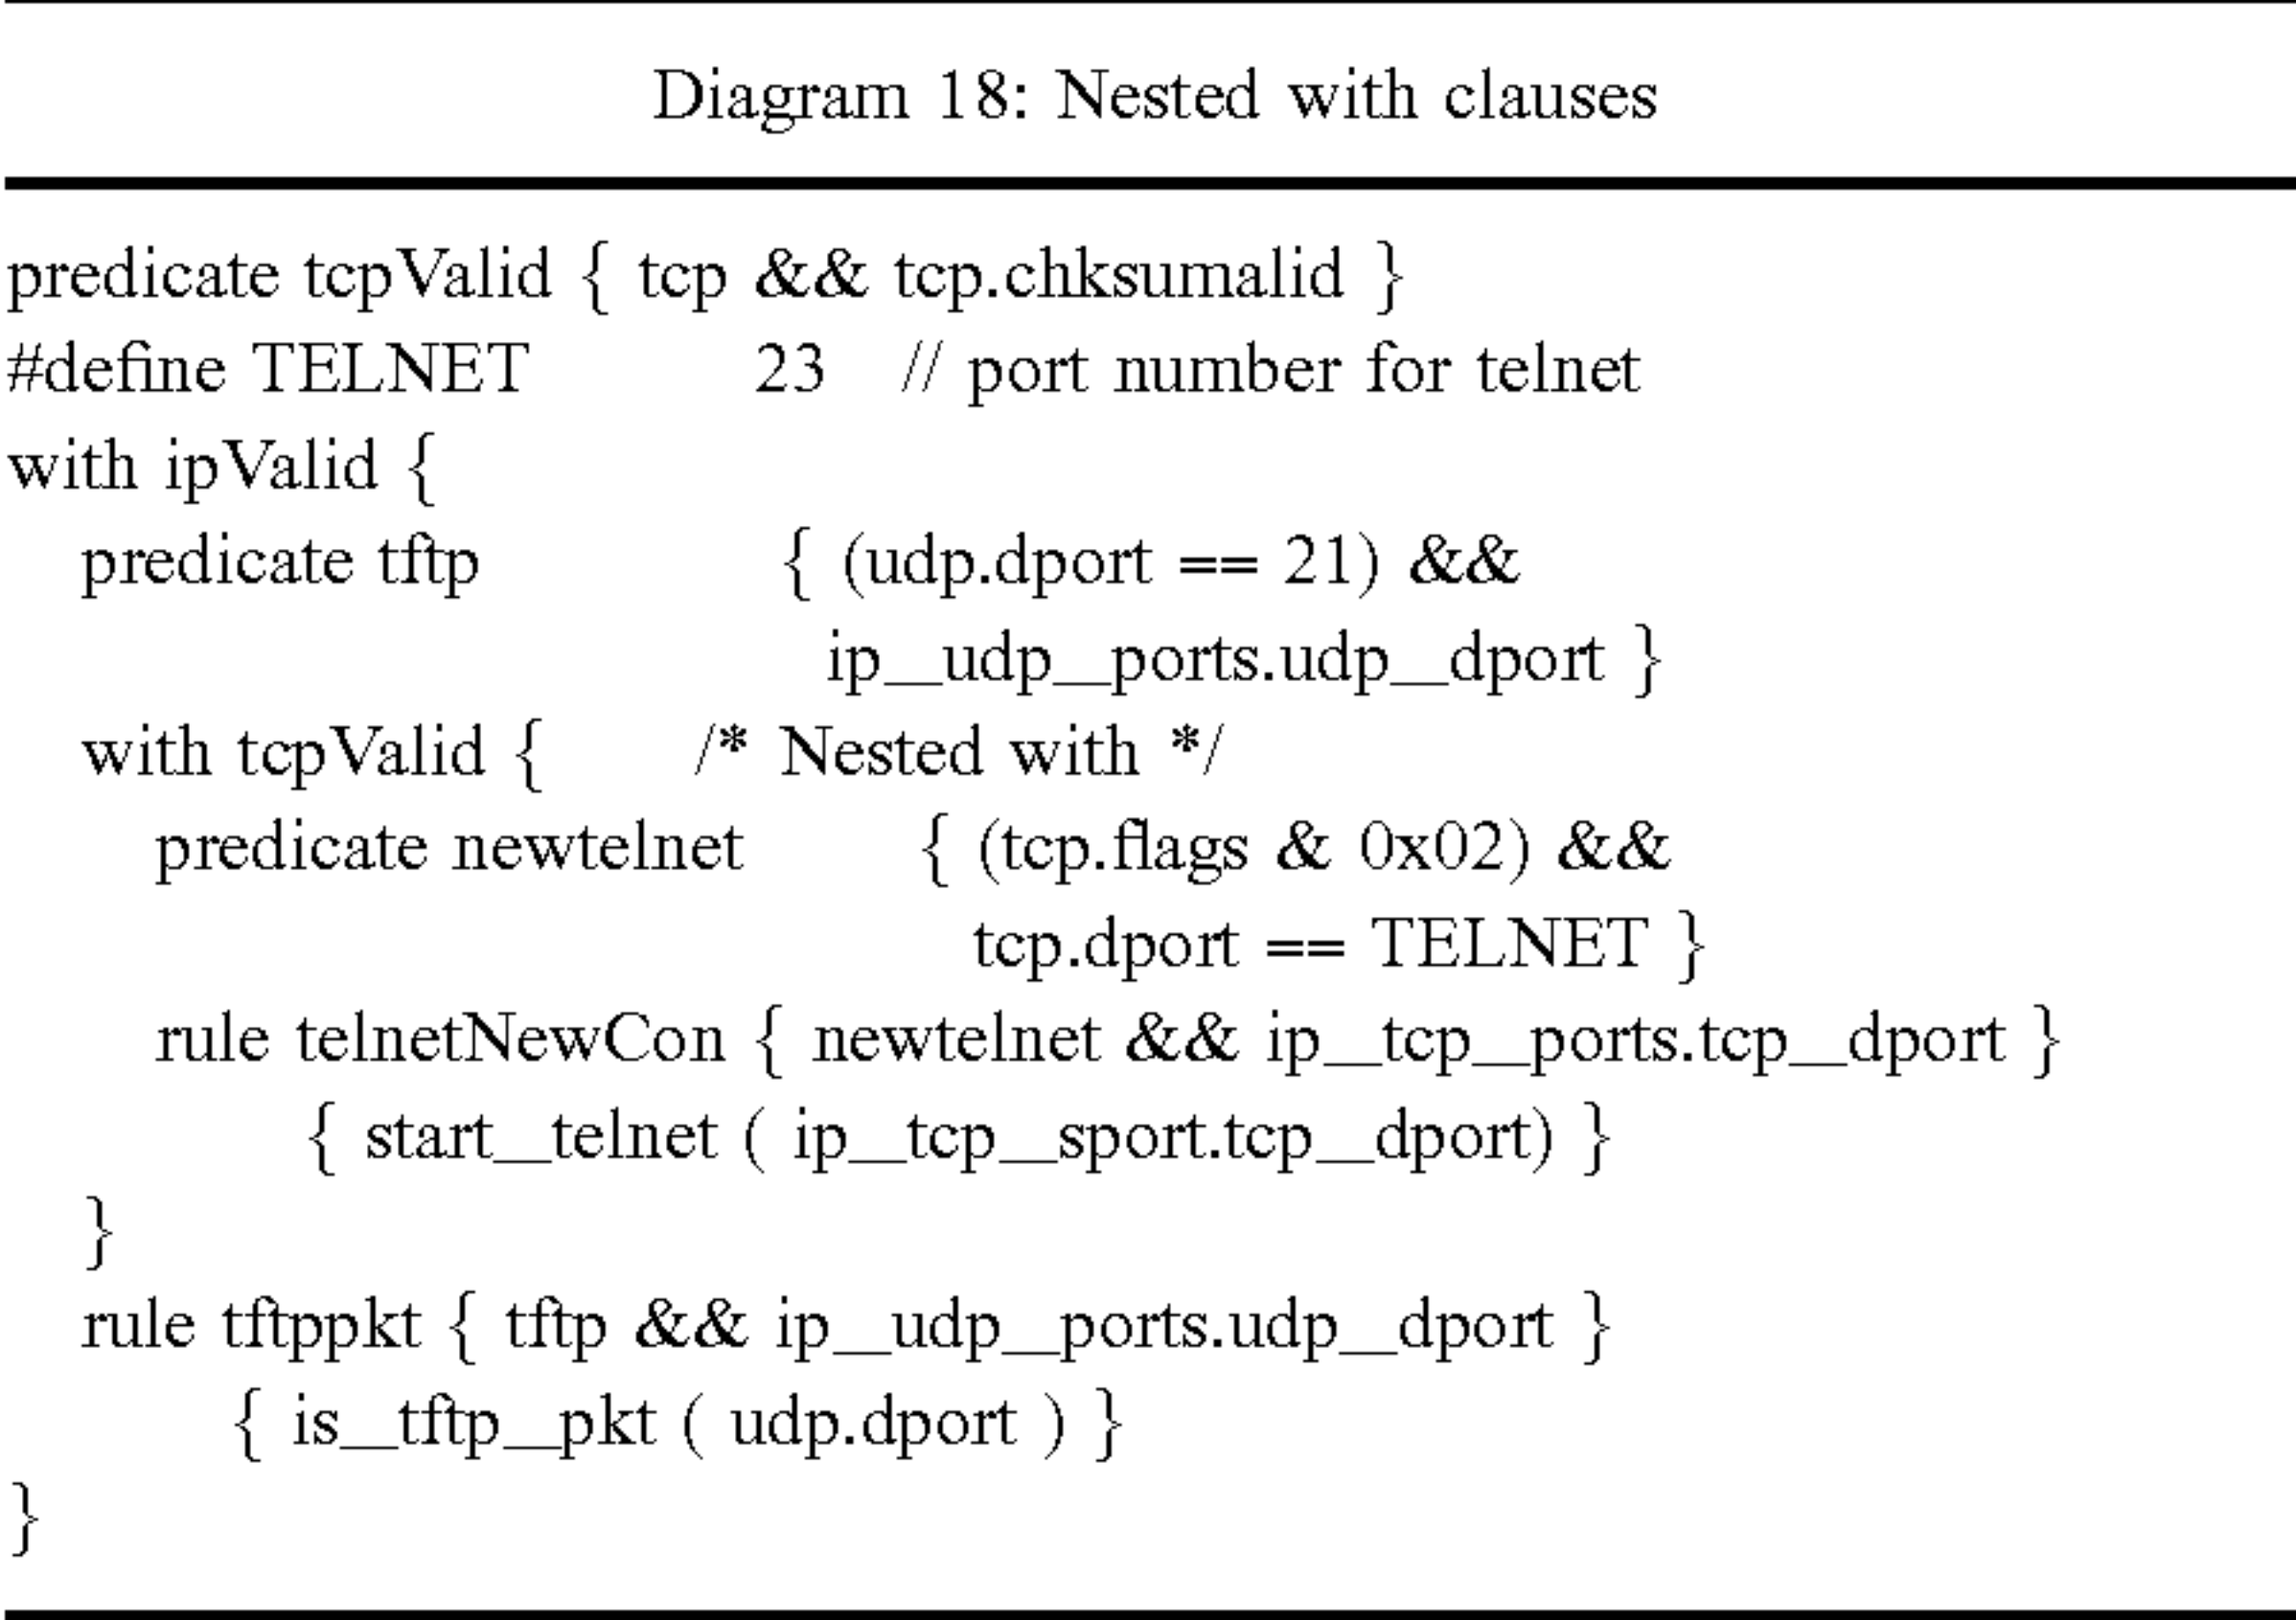 Diagram 18: Nested with clauses
predicate tcpValid { tcp && tcp.chksumalid }
#define TELNET 23 // port number for telnet
with ipValid {
predicate tftp { (udp.dport == 21) &&
ip_udp_ports.udp_dport }
with tcpValid { /* Nested with */
predicate newtelnet { (tcp.flags & 0x02) &&
tcp.dport == TELNET }
rule telnetNewCon { newtelnet && ip_tcp_ports.tcp_dport }
{ start_telnet ( ip_tcp_sport.tcp_dport) }
}
rule tftppkt { tftp && ip_udp_ports.udp_dport }
{ is_tftp_pkt ( udp.dport ) }
}